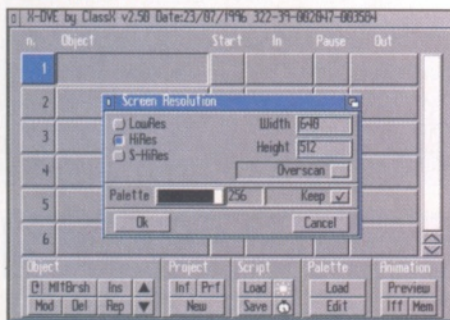 X-DVE by ClassX v2.50 Date:23/07/1996 322-39-002047-003504
n. Object Start In Pause Out
1
2
3
4
5
6
Screen Resolution
LowRes
HiRes
S-HiRes
Width 640
Height 512
Overscan
Palette 256 Keep
Ok Cancel
Object Project Script Palette Animation
MltBrsh Ins Inf Prf Load Load Preview
Mod Del Rep New Save Edit Iff Mem